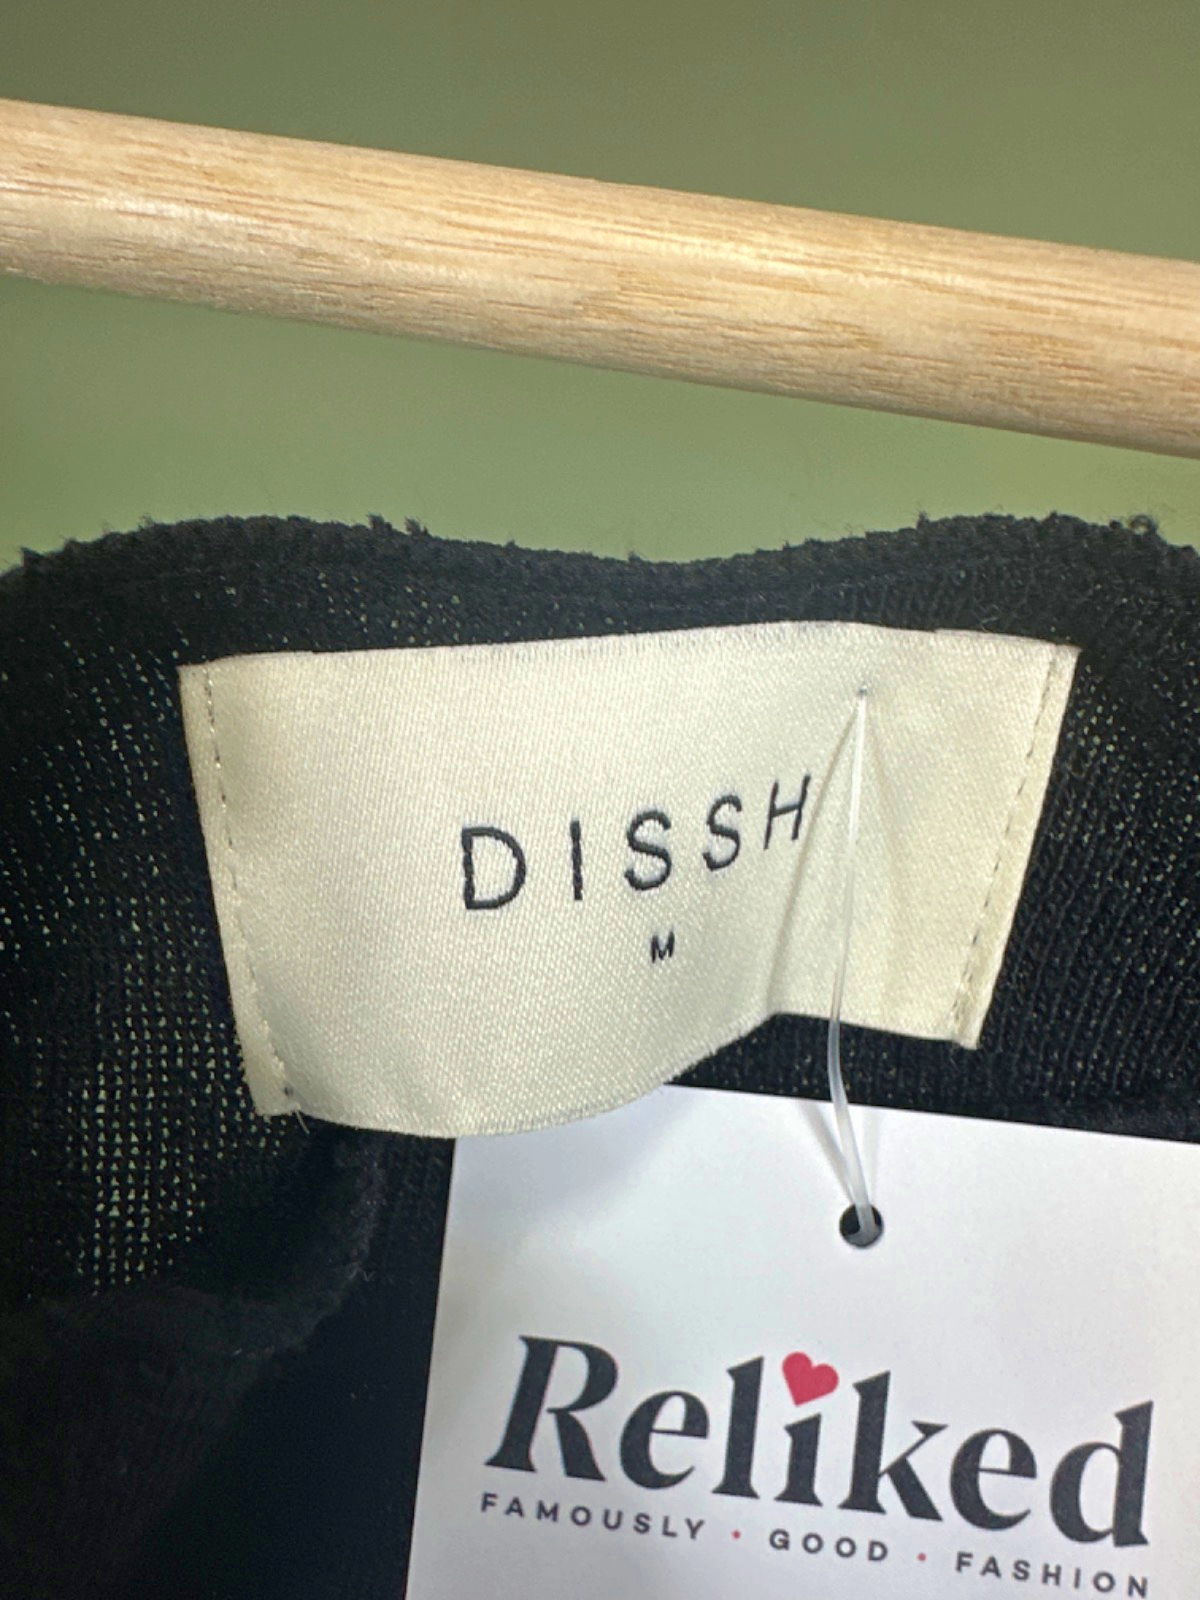 DISSH
M
Reliked
FAMOUSLY • GOOD • FASHION